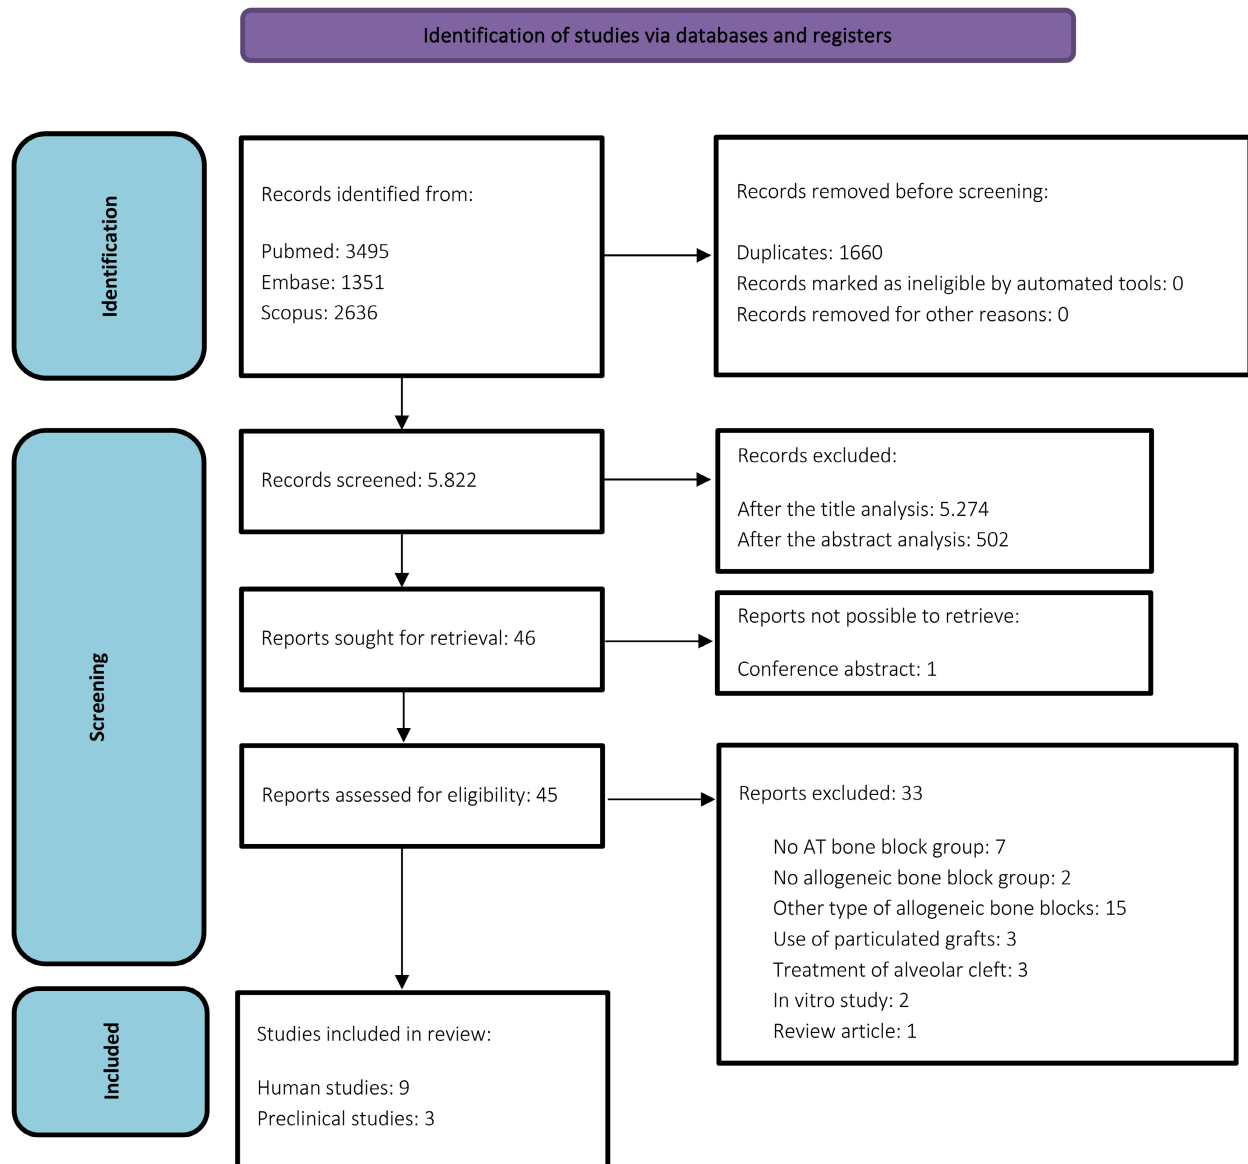 Identification of studies via databases and registers
Identification
Records identified from:
Pubmed: 3495
Embase: 1351
Scopus: 2636
Records removed before screening:
Duplicates: 1660
Records marked as ineligible by automated tools: 0
Records removed for other reasons: 0
Screening
Records screened: 5.822
Records excluded:
After the title analysis: 5.274
After the abstract analysis: 502
Reports sought for retrieval: 46
Reports not possible to retrieve:
Conference abstract: 1
Reports assessed for eligibility: 45
Reports excluded: 33
No AT bone block group: 7
No allogeneic bone block group: 2
Other type of allogeneic bone blocks: 15
Use of particulated grafts: 3
Treatment of alveolar cleft: 3
In vitro study: 2
Review article: 1
Included
Studies included in review:
Human studies: 9
Preclinical studies: 3